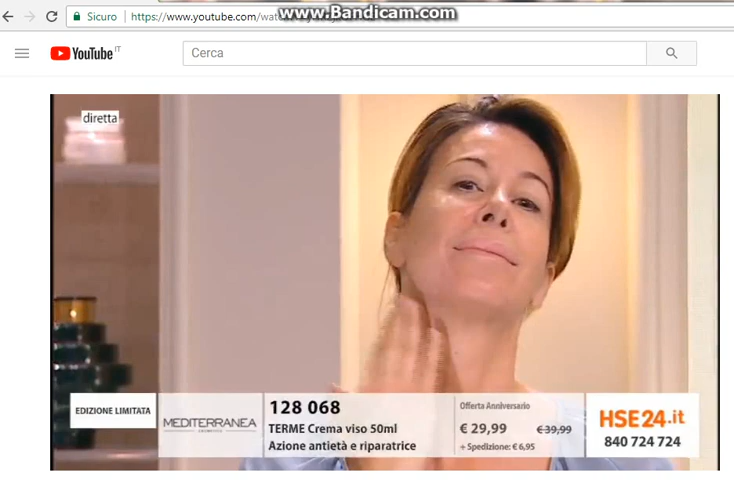 www.Bandicam.com
Sicuro
https://www.youtube.com/wat
YouTube IT
Cerca
diretta
EDIZIONE LIMITATA
MEDITERRANEA
128 068
TERME Crema viso 50ml
Azione antietà e riparatrice
Offerta Anniversario
€ 29,99 € 39,99
+ Spedizione: € 6,95
HSE24.it
840 724 724